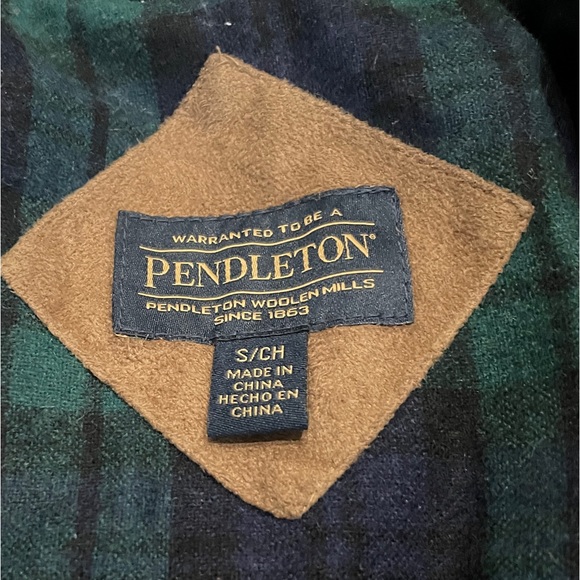 WARRANTED TO BE A
PENDLETON®
PENDLETON WOOLEN MILLS
SINCE 1863
S/CH
MADE IN
CHINA
HECHO EN
CHINA